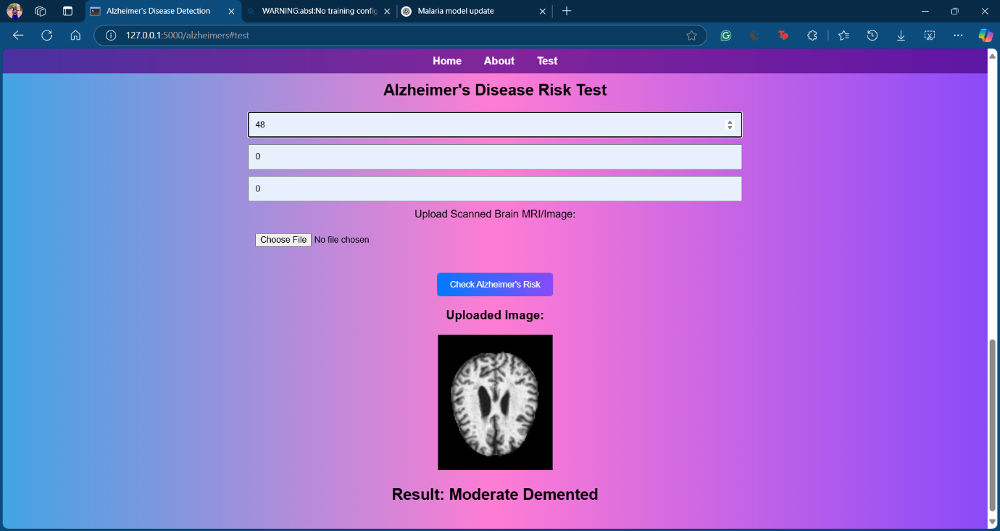 Alzheimer's Disease Detection
WARNING:absl:No training config
Malaria model update
127.0.0.1:5000/alzheimers#test
Home About Test
Alzheimer's Disease Risk Test
48
0
0
Upload Scanned Brain MRI/Image:
Choose File No file chosen
Check Alzheimer's Risk
Uploaded Image:
Result: Moderate Demented